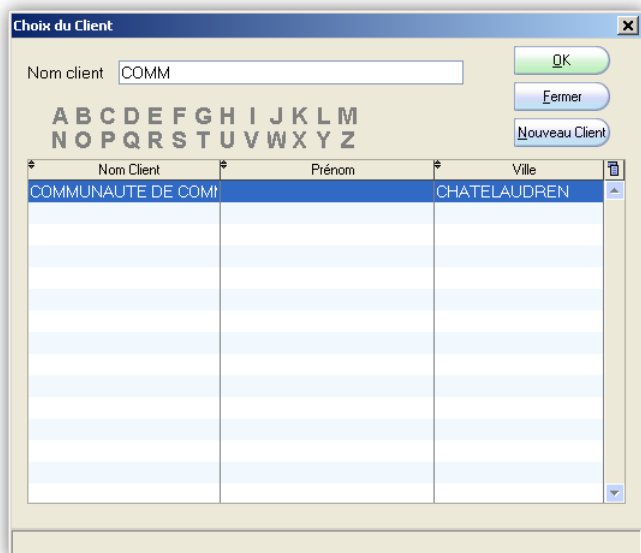 Choix du Client
Nom client COMM
OK
Fermer
Nouveau Client
A B C D E F G H I J K L M
N O P Q R S T U V W X Y Z
Nom Client Prénom Ville
COMMUNAUTE DE COMM CHATELAUDREN